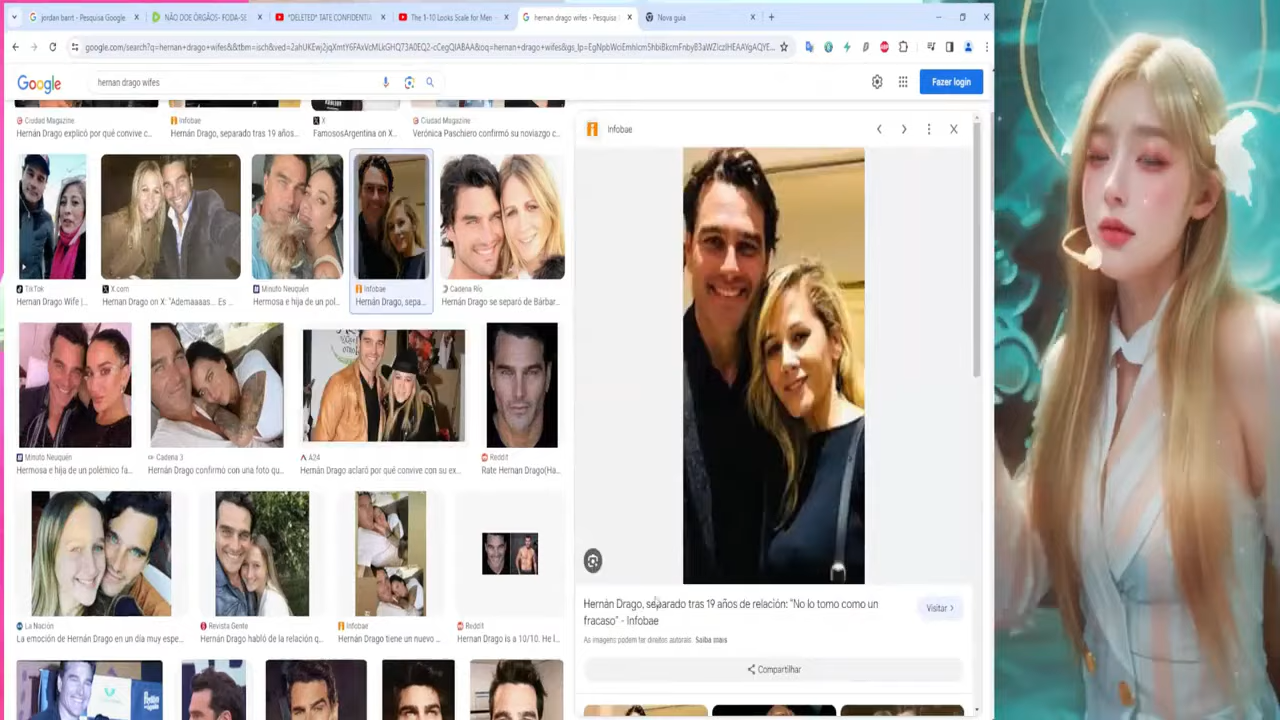 jordan barrt - Pesquisa Google
NÃO DOE ÓRGÃOS- FODA-SE
*DELETED* TATE CONFIDENTIA
The 1-10 Looks Scale for Men -
hernan drago wifes - Pesquisa
Nova guia
google.com/search?q=hernan+drago+wifes&
hernan drago wifes
Google
Fazer login
Ciudad Magazine
Infobae
X
Ciudad Magazine
Hernán Drago explicó por qué convive c...
Hernán Drago, separado tras 19 años...
FamososArgentina on X...
Verónica Paschiero confirmó su noviazgo c...
Infobae
TikTok
X.com
Minuto Neuquén
Infobae
Cadena Río
Hernan Drago Wife |...
Hernan Drago on X: "Ademaaaas... Es ...
Hermosa e hija de un pol...
Hernán Drago, sepa...
Hernán Drago se separó de Bárbar...
Minuto Neuquén
Cadena 3
A24
Reddit
Hermosa e hija de un polémico fa...
Hernán Drago confirmó con una foto qu...
Hernán Drago aclaró por qué convive con su ex...
Rate Hernan Drago(Ha...
La Nación
Revista Gente
Infobae
Reddit
La emoción de Hernán Drago en un día muy espe...
Hernán Drago habló de la relación q...
Hernán Drago tiene un nuevo ...
Hernan Drago is a 10/10. He l...
Hernán Drago, separado tras 19 años de relación: "No lo tomo como un
fracaso" - Infobae
Visitar
As imagens podem ter direitos autorais. Saiba mais
Compartilhar